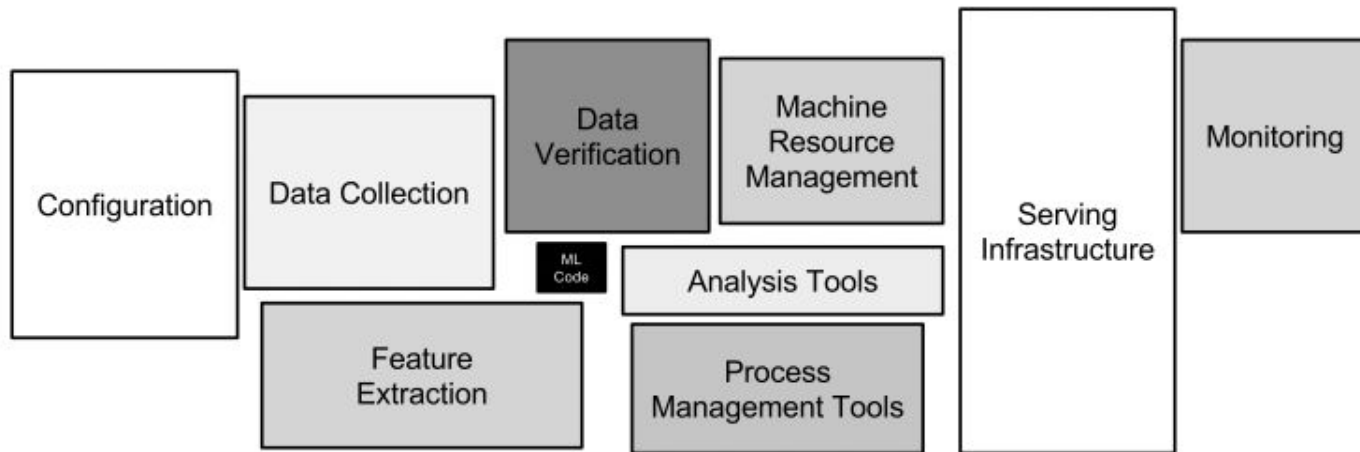 Configuration
Data Collection
Feature
Extraction
Data
Verification
ML
Code
Machine
Resource
Management
Analysis Tools
Process
Management Tools
Serving
Infrastructure
Monitoring